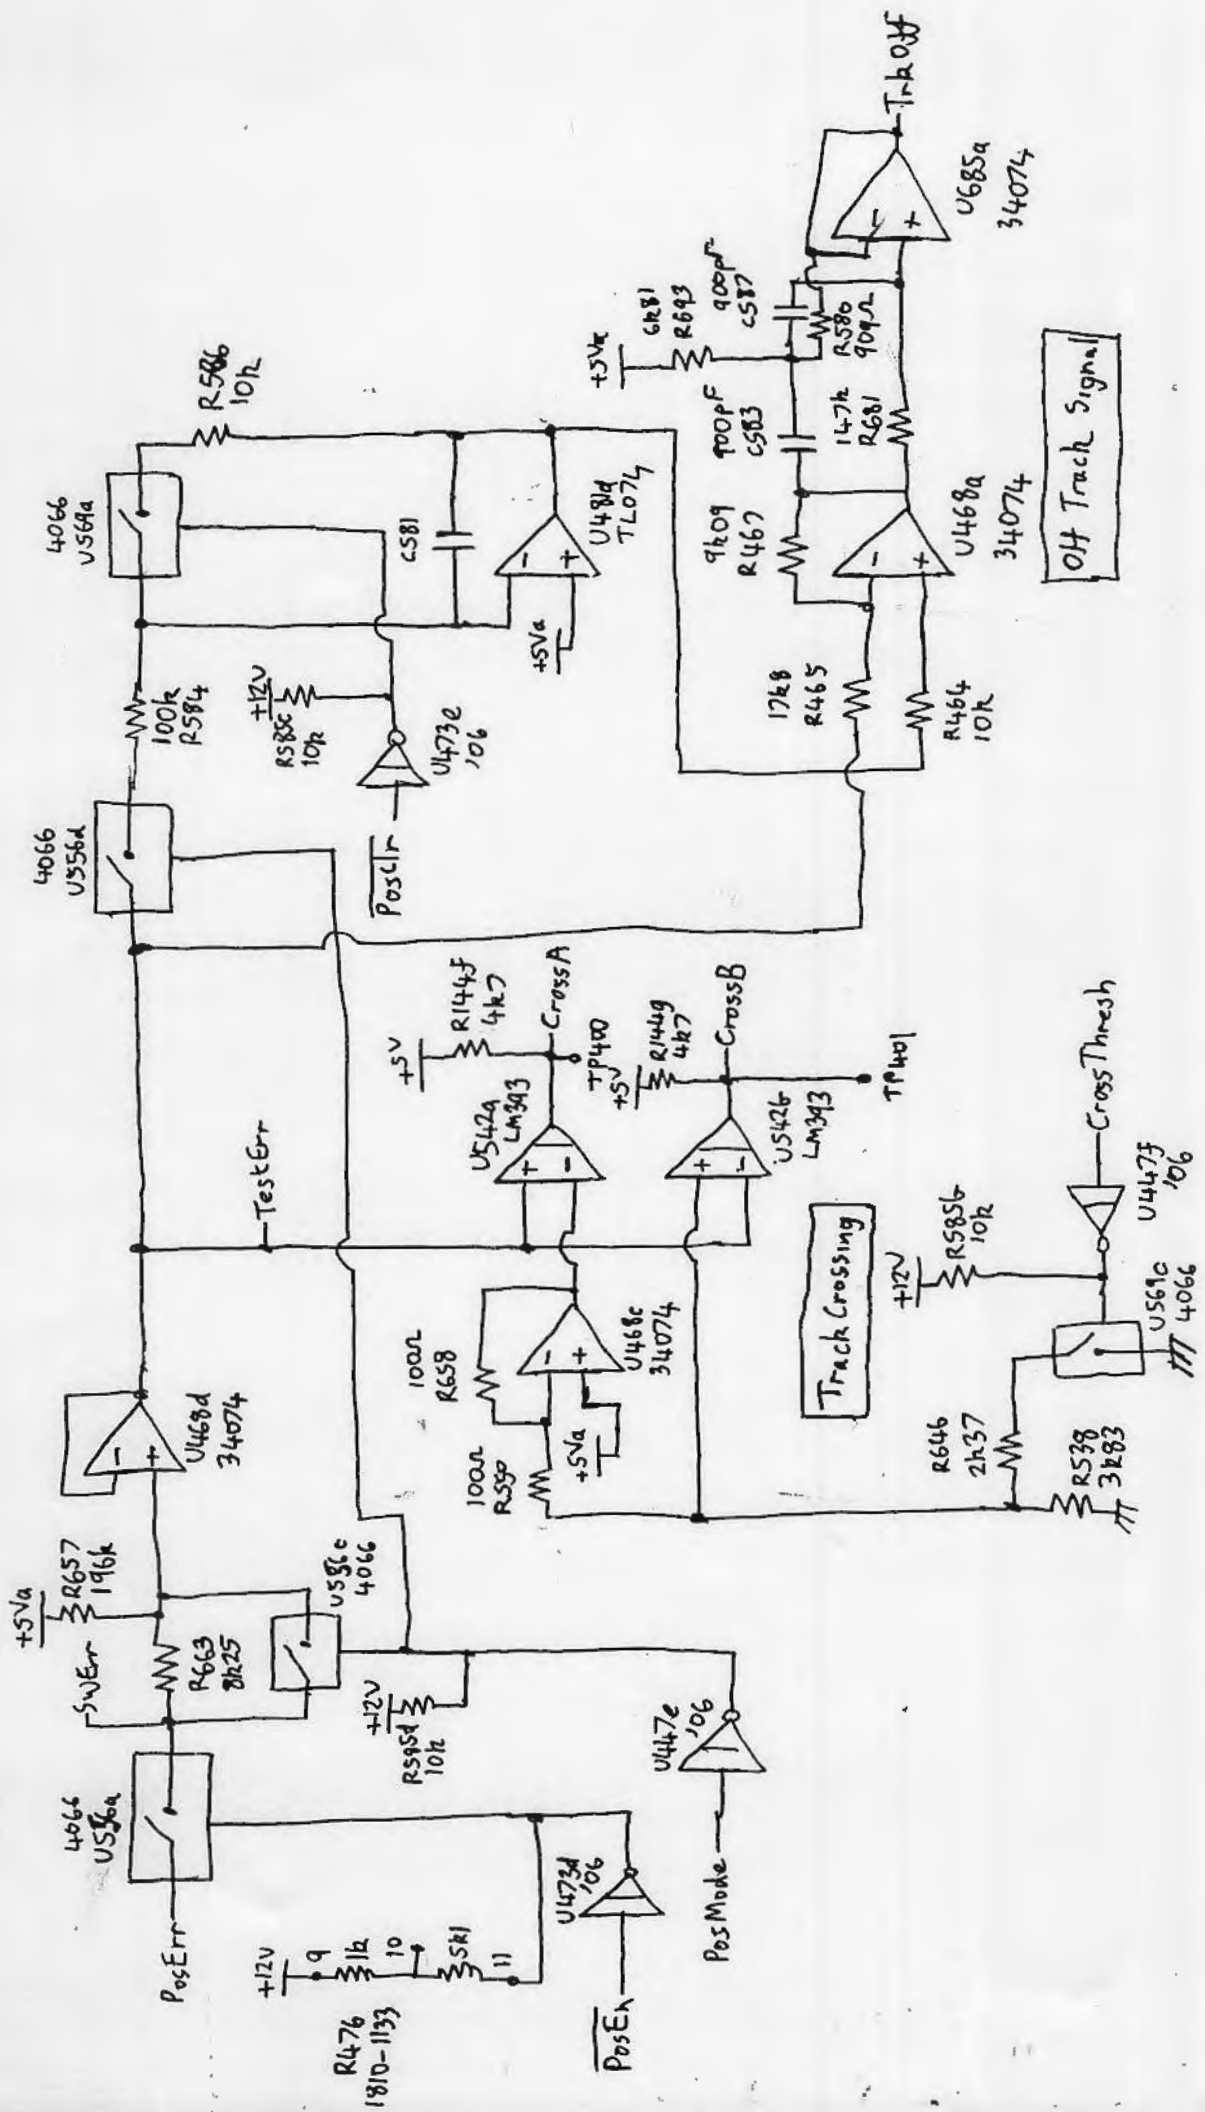 PosErr
4066
U536a
SWErr
+5Va
R657
196k
R663
8k25
U536c
4066
U468d
34074
TestErr
4066
U556d
100k
R584
4066
U569a
R586
10k
+12V
R585c
10k
U473e
'06
PosClr
C581
+5Va
U481d
TL074
+12V
9
1k
10
5k1
11
R476
1810-1133
U473d
'06
PosEn
+12V
R585d
10k
U447e
'06
PosMode
100Ω
R590
100Ω
R658
+5Va
U468c
34074
U542a
LM393
+5V
R144f
4k7
CrossA
TP400
+5V
R144g
4k7
CrossB
U542b
LM393
TP401
Track Crossing
R646
2k37
R538
3k83
+12V
R585b
10k
U569c
4066
U447f
'06
CrossThresh
17k8
R465
R464
10k
9k09
R467
U468a
34074
900pF
C583
147k
R681
+5Va
6k81
R693
900pF
C587
R580
909Ω
U685a
34074
TrkOff
Off Track Signal